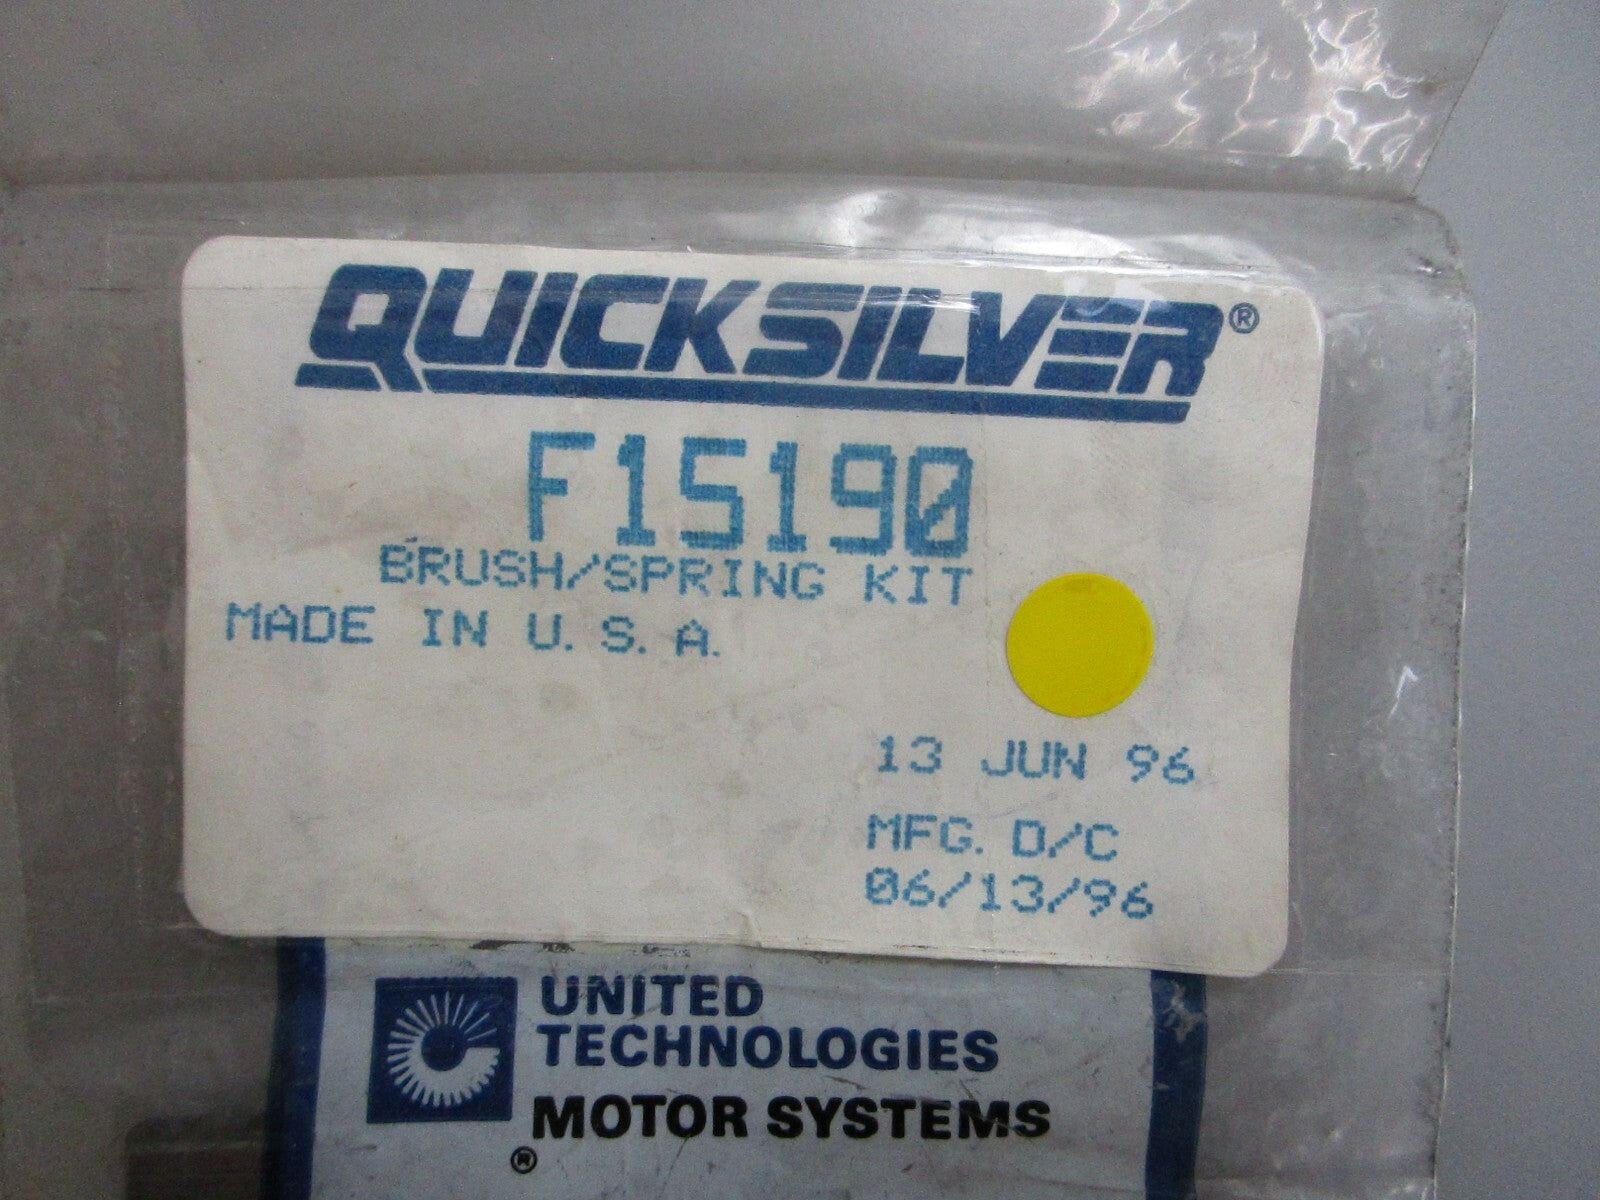 QUICKSILVER®
F15190
BRUSH/SPRING KIT
MADE IN U.S.A.
13 JUN 96
MFG. D/C
06/13/96
UNITED
TECHNOLOGIES
MOTOR SYSTEMS
®